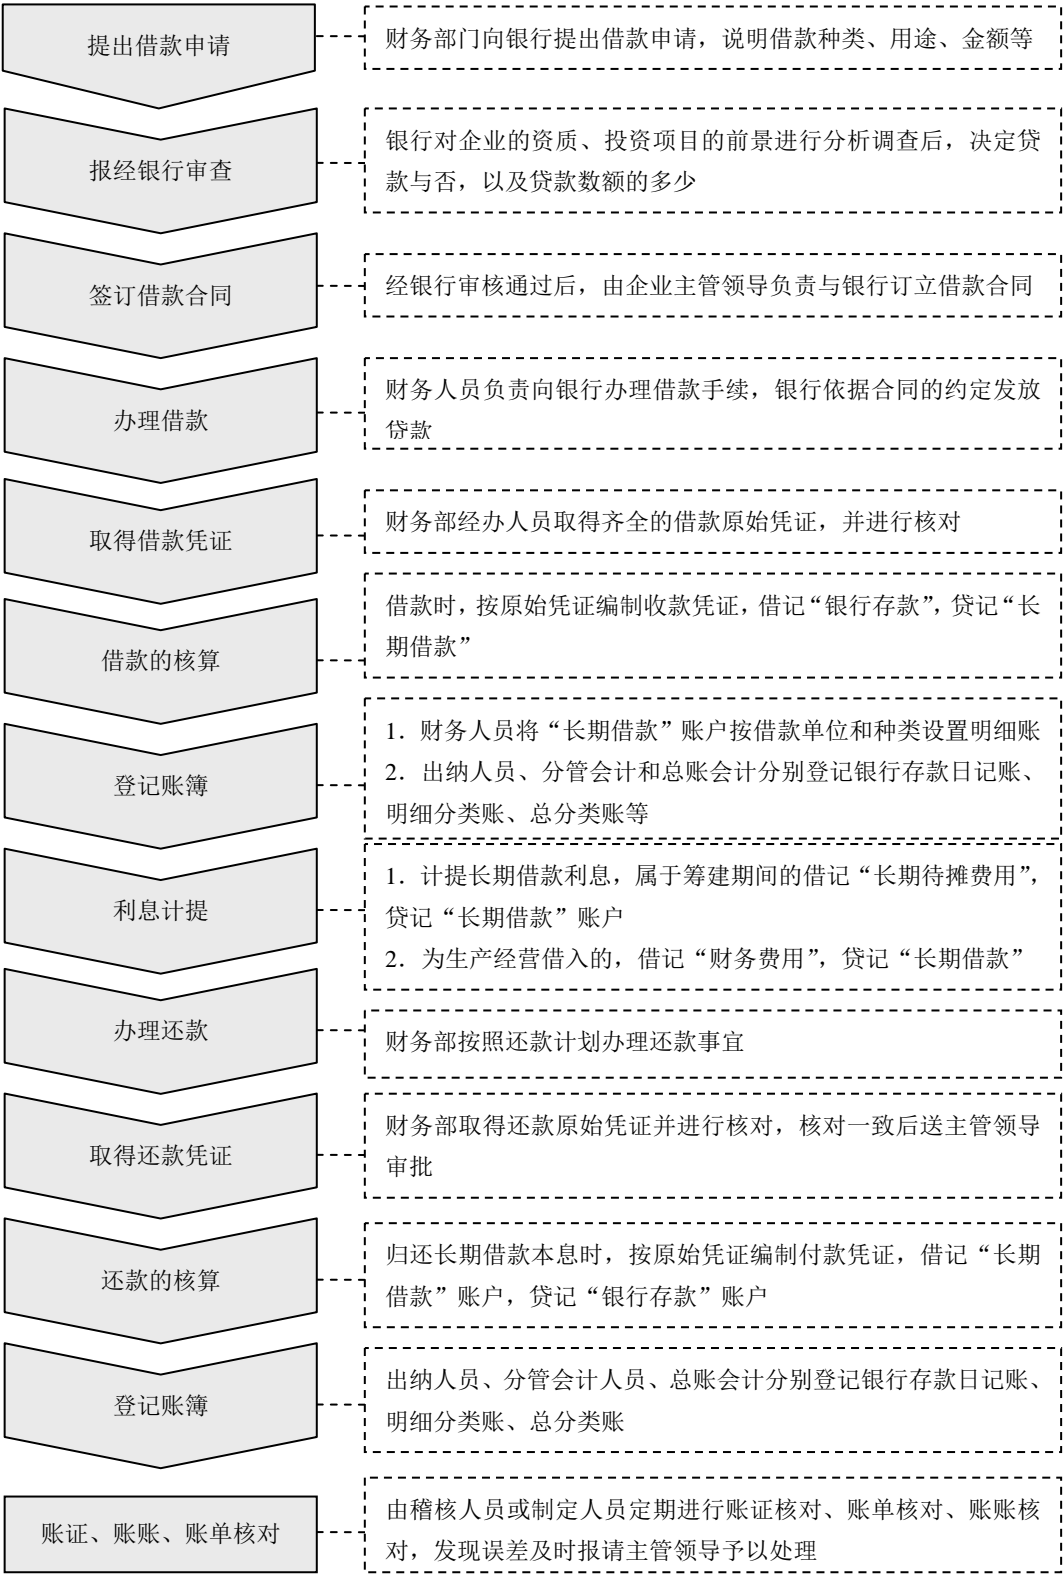 提出借款申请
财务部门向银行提出借款申请，说明借款种类、用途、金额等
报经银行审查
银行对企业的资质、投资项目的前景进行分析调查后，决定贷
款与否，以及贷款数额的多少
签订借款合同
经银行审核通过后，由企业主管领导负责与银行订立借款合同
办理借款
财务人员负责向银行办理借款手续，银行依据合同的约定发放
贷款
取得借款凭证
财务部经办人员取得齐全的借款原始凭证，并进行核对
借款的核算
借款时，按原始凭证编制收款凭证，借记“银行存款”，贷记“长
期借款”
登记账簿
1．财务人员将“长期借款”账户按借款单位和种类设置明细账
2．出纳人员、分管会计和总账会计分别登记银行存款日记账、
明细分类账、总分类账等
利息计提
1．计提长期借款利息，属于筹建期间的借记“长期待摊费用”，
贷记“长期借款”账户
2．为生产经营借入的，借记“财务费用”，贷记“长期借款”
办理还款
财务部按照还款计划办理还款事宜
取得还款凭证
财务部取得还款原始凭证并进行核对，核对一致后送主管领导
审批
还款的核算
归还长期借款本息时，按原始凭证编制付款凭证，借记“长期
借款”账户，贷记“银行存款”账户
登记账簿
出纳人员、分管会计人员、总账会计分别登记银行存款日记账、
明细分类账、总分类账
账证、账账、账单核对
由稽核人员或制定人员定期进行账证核对、账单核对、账账核
对，发现误差及时报请主管领导予以处理